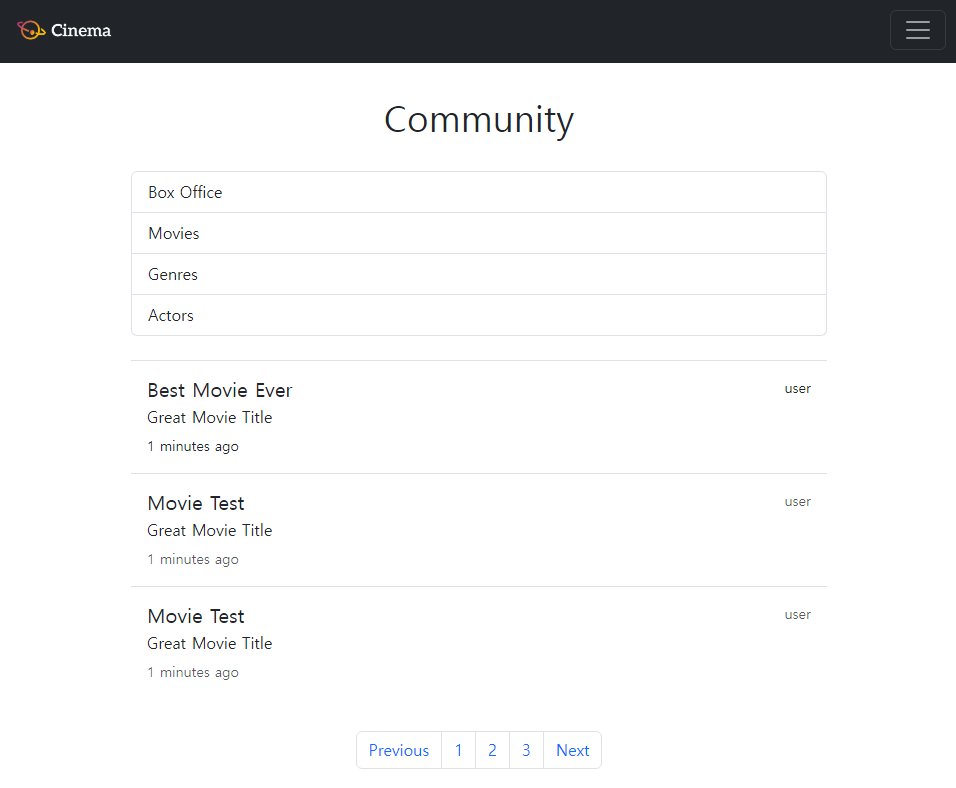 Cinema
Community
Box Office
Movies
Genres
Actors
Best Movie Ever
user
Great Movie Title
1 minutes ago
Movie Test
user
Great Movie Title
1 minutes ago
Movie Test
user
Great Movie Title
1 minutes ago
Previous 1 2 3 Next